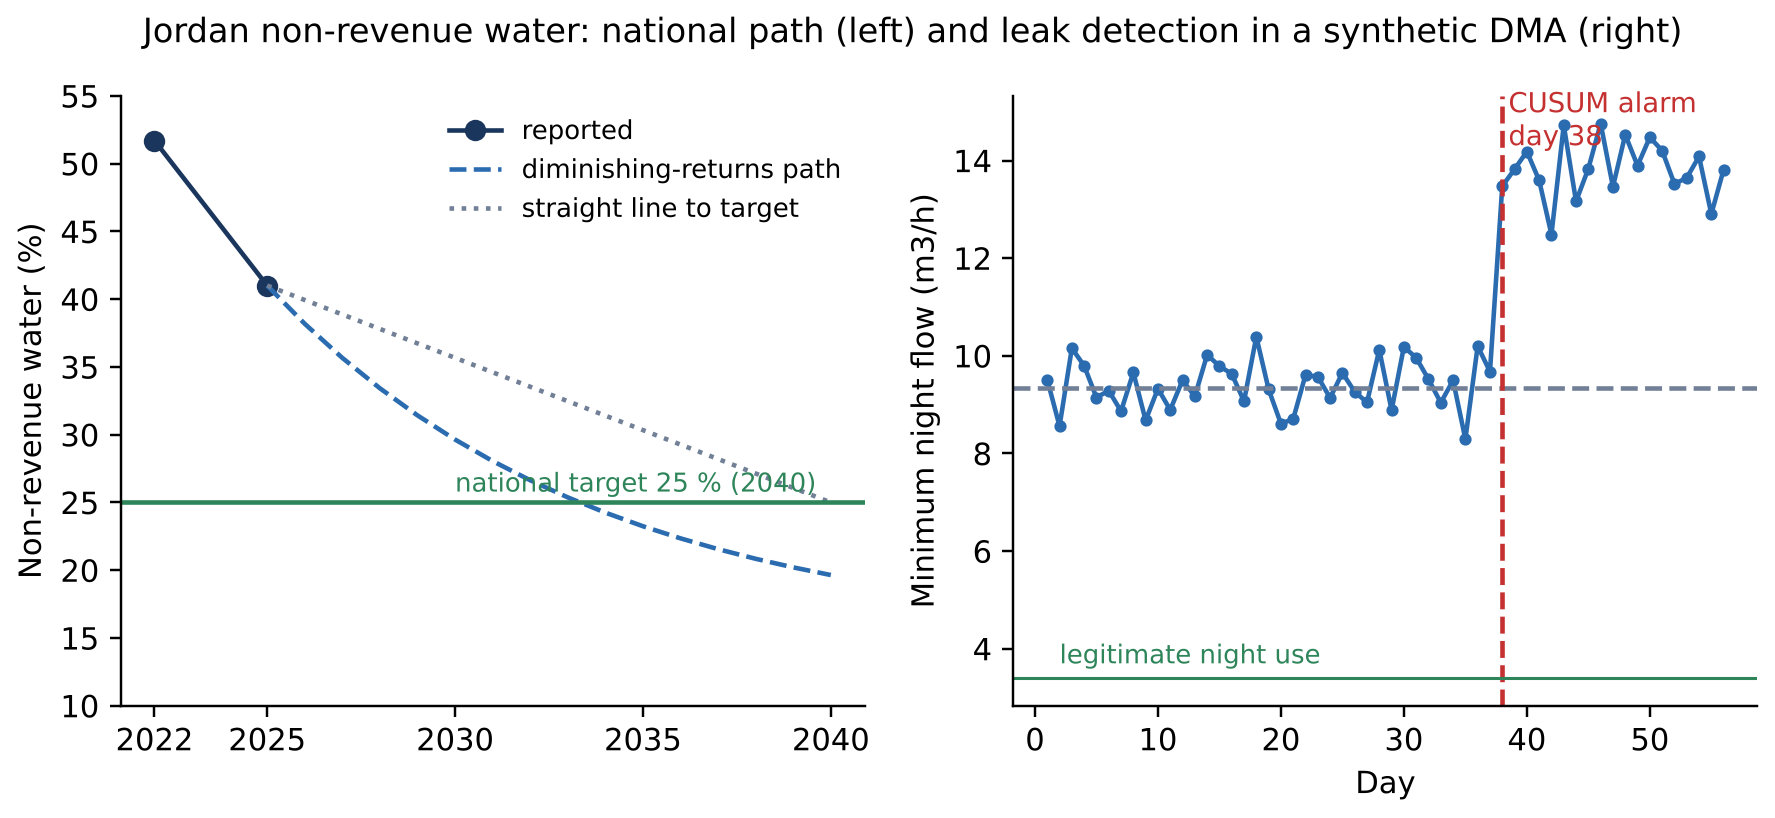 Jordan non-revenue water: national path (left) and leak detection in a synthetic DMA (right)
Non-revenue water (%)
55
50
45
40
35
30
25
20
15
10
reported
diminishing-returns path
straight line to target
national target 25 % (2040)
2022
2025
2030
2035
2040
Minimum night flow (m3/h)
14
12
10
8
6
4
CUSUM alarm
day 38
legitimate night use
0
10
20
30
40
50
Day